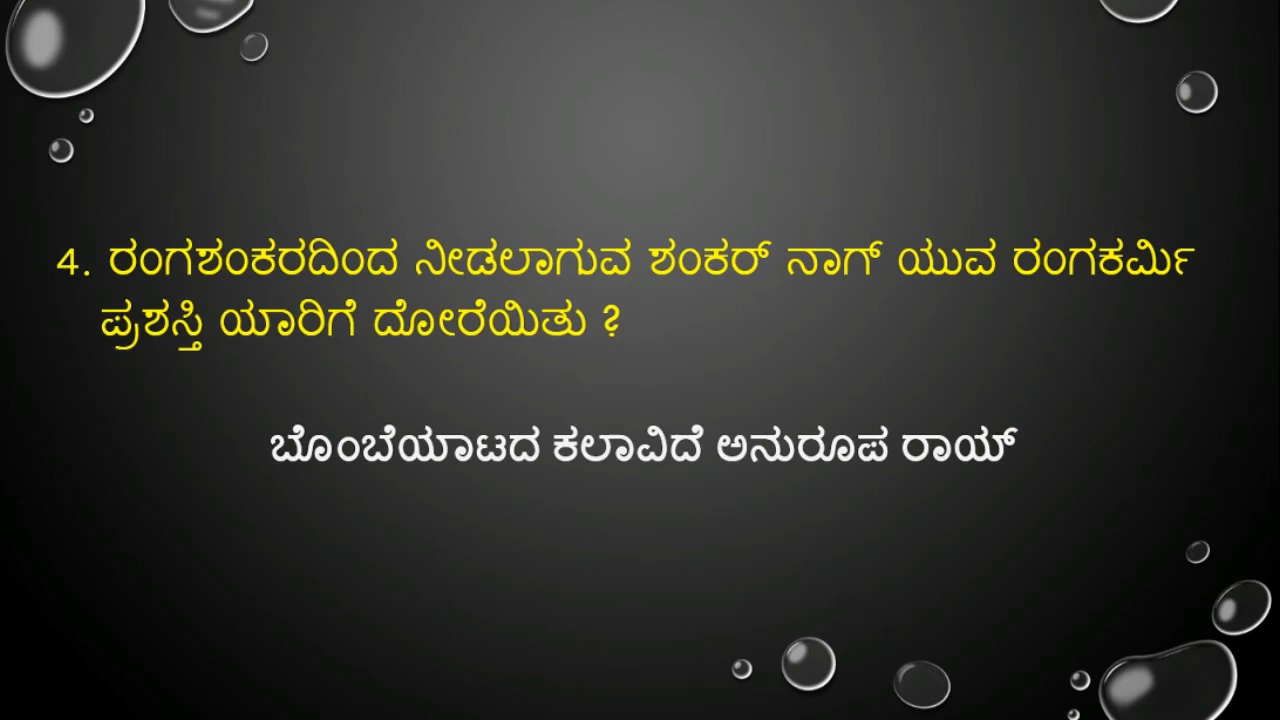 4. ರಂಗಶಂಕರದಿಂದ ನೀಡಲಾಗುವ ಶಂಕರ್ ನಾಗ್ ಯುವ ರಂಗಕರ್ಮಿ
ಪ್ರಶಸ್ತಿ ಯಾರಿಗೆ ದೋರೆಯಿತು ?
ಬೊಂಬೆಯಾಟದ ಕಲಾವಿದೆ ಅನುರೂಪ ರಾಯ್